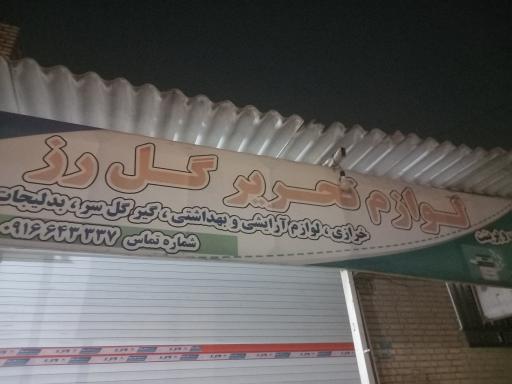 لوازم تحریر گل رز
خرازی، لوازم آرایشی و بهداشتی، گیر گل سر، بدلیجات
شماره تماس ۰۹۱۶۶۴۳۳۳۷